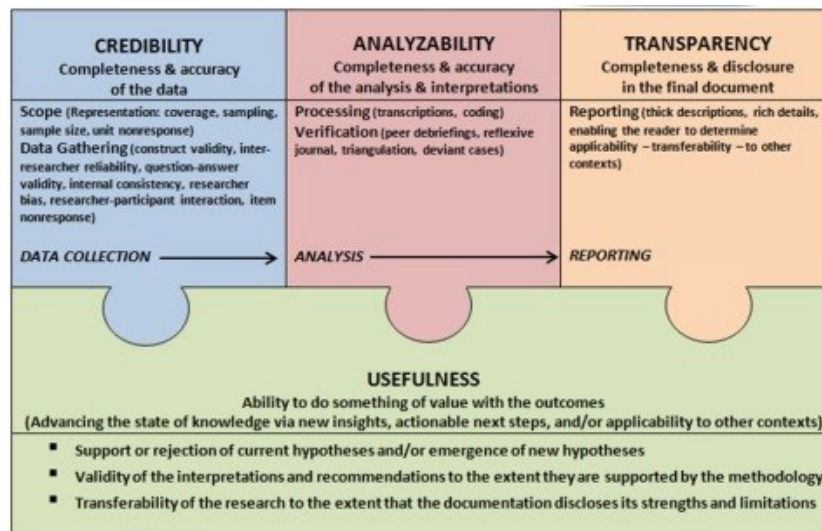 CREDIBILITY
Completeness & accuracy
of the data
Scope (Representation: coverage, sampling,
sample size, unit nonresponse)
Data Gathering (construct validity, inter-
researcher reliability, question-answer
validity, internal consistency, researcher
bias, researcher-participant interaction, item
nonresponse)
DATA COLLECTION
ANALYZABILITY
Completeness & accuracy
of the analysis & interpretations
Processing (transcriptions, coding)
Verification (peer debriefings, reflexive
journal, triangulation, deviant cases)
ANALYSIS
TRANSPARENCY
Completeness & disclosure
in the final document
Reporting (thick descriptions, rich details,
enabling the reader to determine
applicability – transferability – to other
contexts)
REPORTING
USEFULNESS
Ability to do something of value with the outcomes
(Advancing the state of knowledge via new insights, actionable next steps, and/or applicability to other contexts)
▪ Support or rejection of current hypotheses and/or emergence of new hypotheses
▪ Validity of the interpretations and recommendations to the extent they are supported by the methodology
▪ Transferability of the research to the extent that the documentation discloses its strengths and limitations